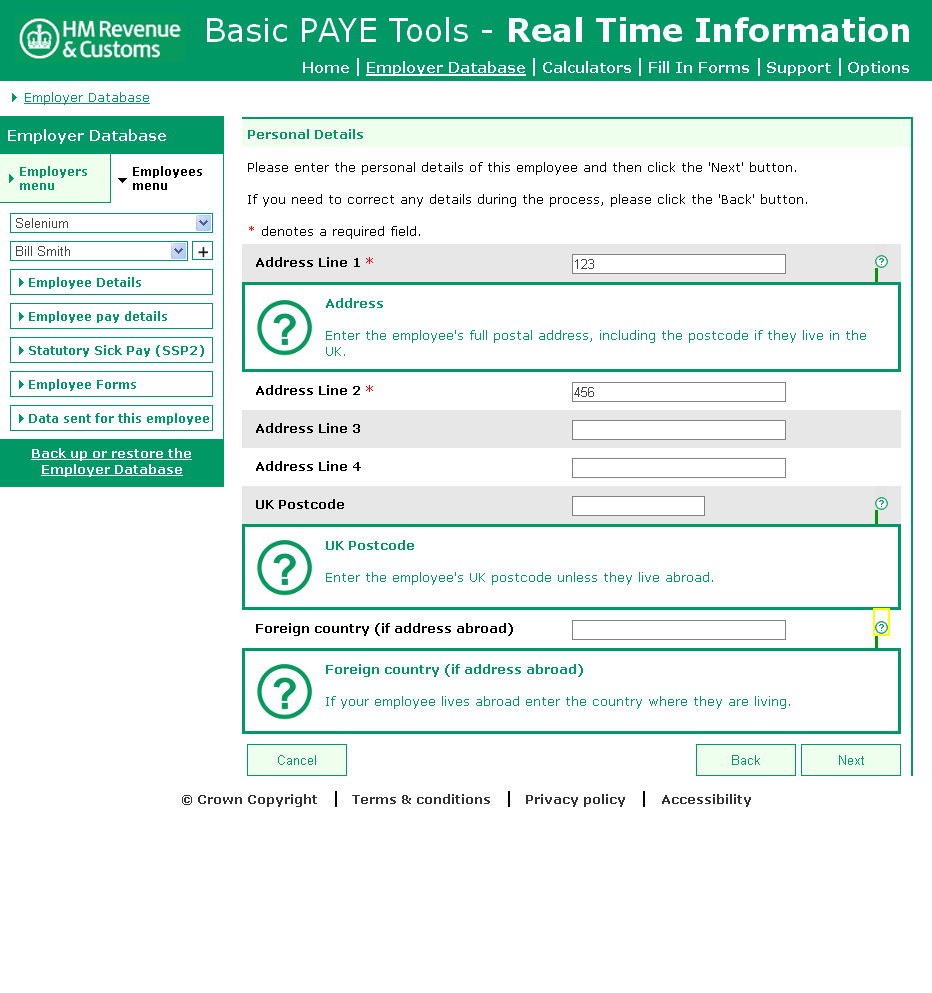 HM Revenue & Customs
Basic PAYE Tools - Real Time Information
Home | Employer Database | Calculators | Fill In Forms | Support | Options
Employer Database
Employer Database
Employers menu
Employees menu
Selenium
Bill Smith
+
Employee Details
Employee pay details
Statutory Sick Pay (SSP2)
Employee Forms
Data sent for this employee
Back up or restore the
Employer Database
Personal Details
Please enter the personal details of this employee and then click the 'Next' button.
If you need to correct any details during the process, please click the 'Back' button.
* denotes a required field.
Address Line 1 * 123 ?
? Address
Enter the employee's full postal address, including the postcode if they live in the
UK.
Address Line 2 * 456
Address Line 3
Address Line 4
UK Postcode ?
? UK Postcode
Enter the employee's UK postcode unless they live abroad.
Foreign country (if address abroad) ?
? Foreign country (if address abroad)
If your employee lives abroad enter the country where they are living.
Cancel Back Next
© Crown Copyright | Terms & conditions | Privacy policy | Accessibility